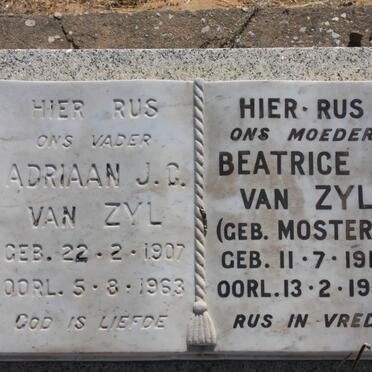 HIER RUS
ONS VADER
ADRIAAN J.C.
VAN ZYL
GEB. 22·2·1907
OORL. 5·8·1963
GOD IS LIEFDE
HIER·RUS
ONS MOEDER
BEATRICE
VAN ZYL
(GEB. MOSTER
GEB. 11·7·19
OORL. 13·2·19
RUS IN VRED